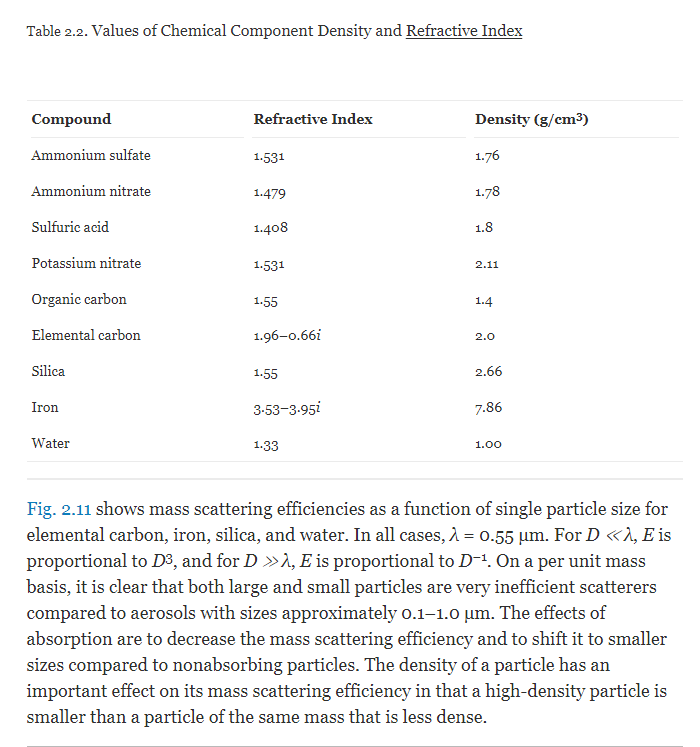 Table 2.2. Values of Chemical Component Density and Refractive Index
Compound Refractive Index Density (g/cm³)
Ammonium sulfate 1.531 1.76
Ammonium nitrate 1.479 1.78
Sulfuric acid 1.408 1.8
Potassium nitrate 1.531 2.11
Organic carbon 1.55 1.4
Elemental carbon 1.96–0.66i 2.0
Silica 1.55 2.66
Iron 3.53–3.95i 7.86
Water 1.33 1.00
Fig. 2.11 shows mass scattering efficiencies as a function of single particle size for
elemental carbon, iron, silica, and water. In all cases, λ = 0.55 μm. For D ≪λ, E is
proportional to D³, and for D ≫λ, E is proportional to D⁻¹. On a per unit mass
basis, it is clear that both large and small particles are very inefficient scatterers
compared to aerosols with sizes approximately 0.1–1.0 μm. The effects of
absorption are to decrease the mass scattering efficiency and to shift it to smaller
sizes compared to nonabsorbing particles. The density of a particle has an
important effect on its mass scattering efficiency in that a high-density particle is
smaller than a particle of the same mass that is less dense.